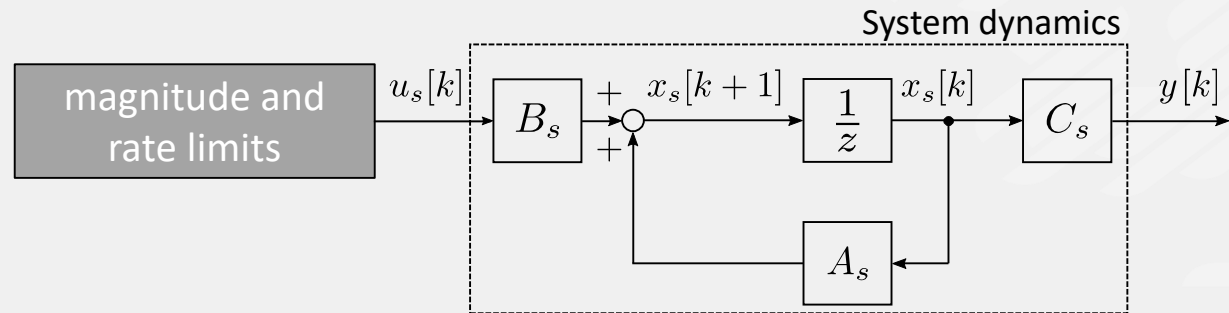 System dynamics
magnitude and
rate limits
u_s[k]
B_s
+
+
x_s[k + 1]
1
z
x_s[k]
C_s
y[k]
A_s